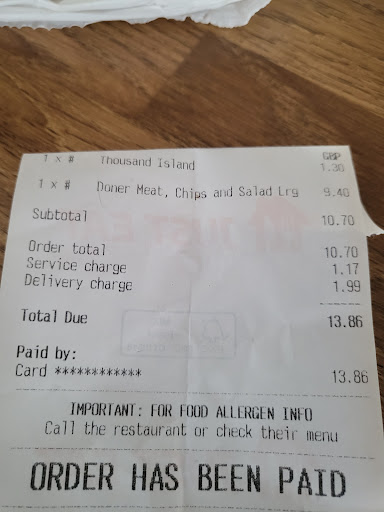 GBP
1 x # Thousand Island 1.30
1 x # Doner Meat, Chips and Salad Lrg 9.40
Subtotal 10.70
Order total 10.70
Service charge 1.17
Delivery charge 1.99
Total Due 13.86
Paid by:
Card ************ 13.86
IMPORTANT: FOR FOOD ALLERGEN INFO
Call the restaurant or check their menu
ORDER HAS BEEN PAID